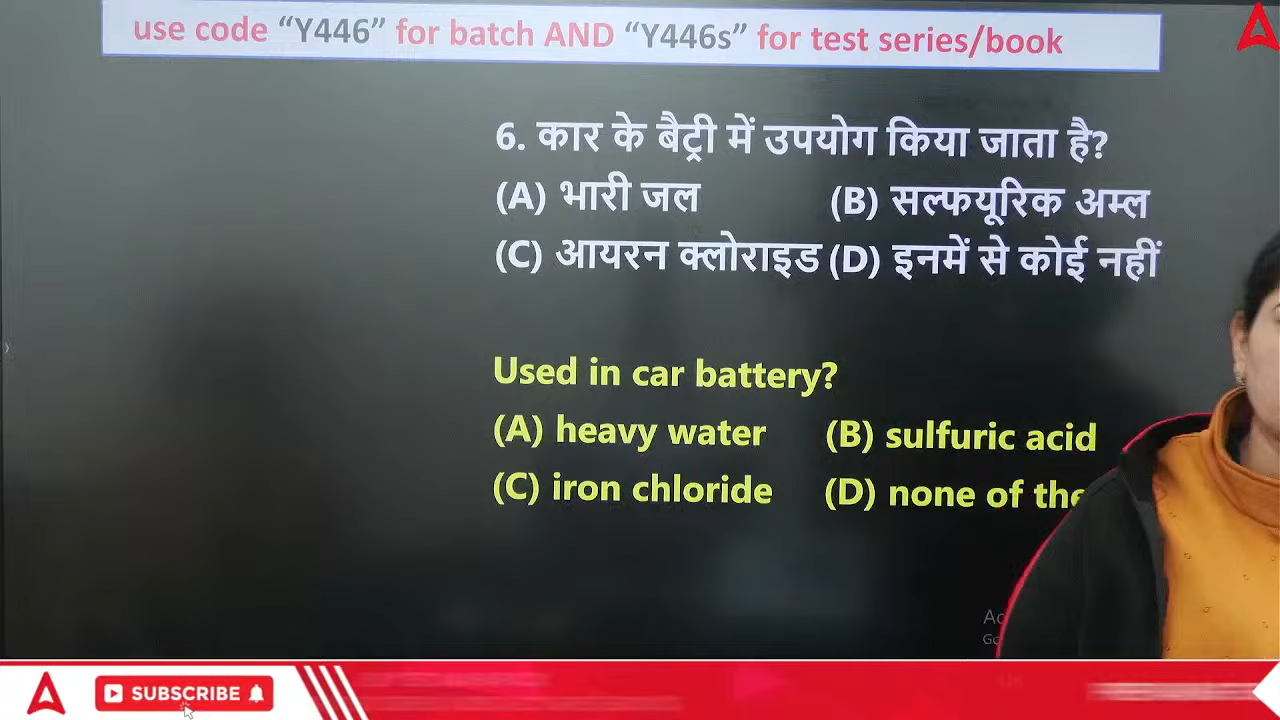 use code “Y446” for batch AND “Y446s” for test series/book
6. कार के बैट्री में उपयोग किया जाता है?
(A) भारी जल (B) सल्फयूरिक अम्ल
(C) आयरन क्लोराइड (D) इनमें से कोई नहीं
Used in car battery?
(A) heavy water (B) sulfuric acid
(C) iron chloride (D) none of the
SUBSCRIBE